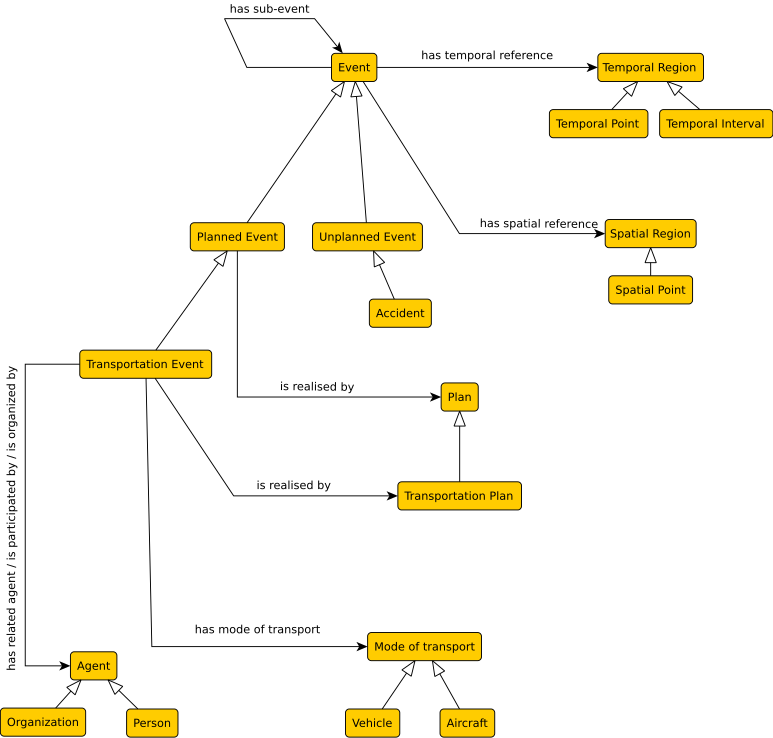 has sub-event
has temporal reference
Event
Temporal Region
Temporal Point
Temporal Interval
has spatial reference
Planned Event
Unplanned Event
Spatial Region
Spatial Point
Accident
Transportation Event
is realised by
Plan
has related agent / is participated by / is organized by
is realised by
Transportation Plan
has mode of transport
Mode of transport
Agent
Organization
Person
Vehicle
Aircraft